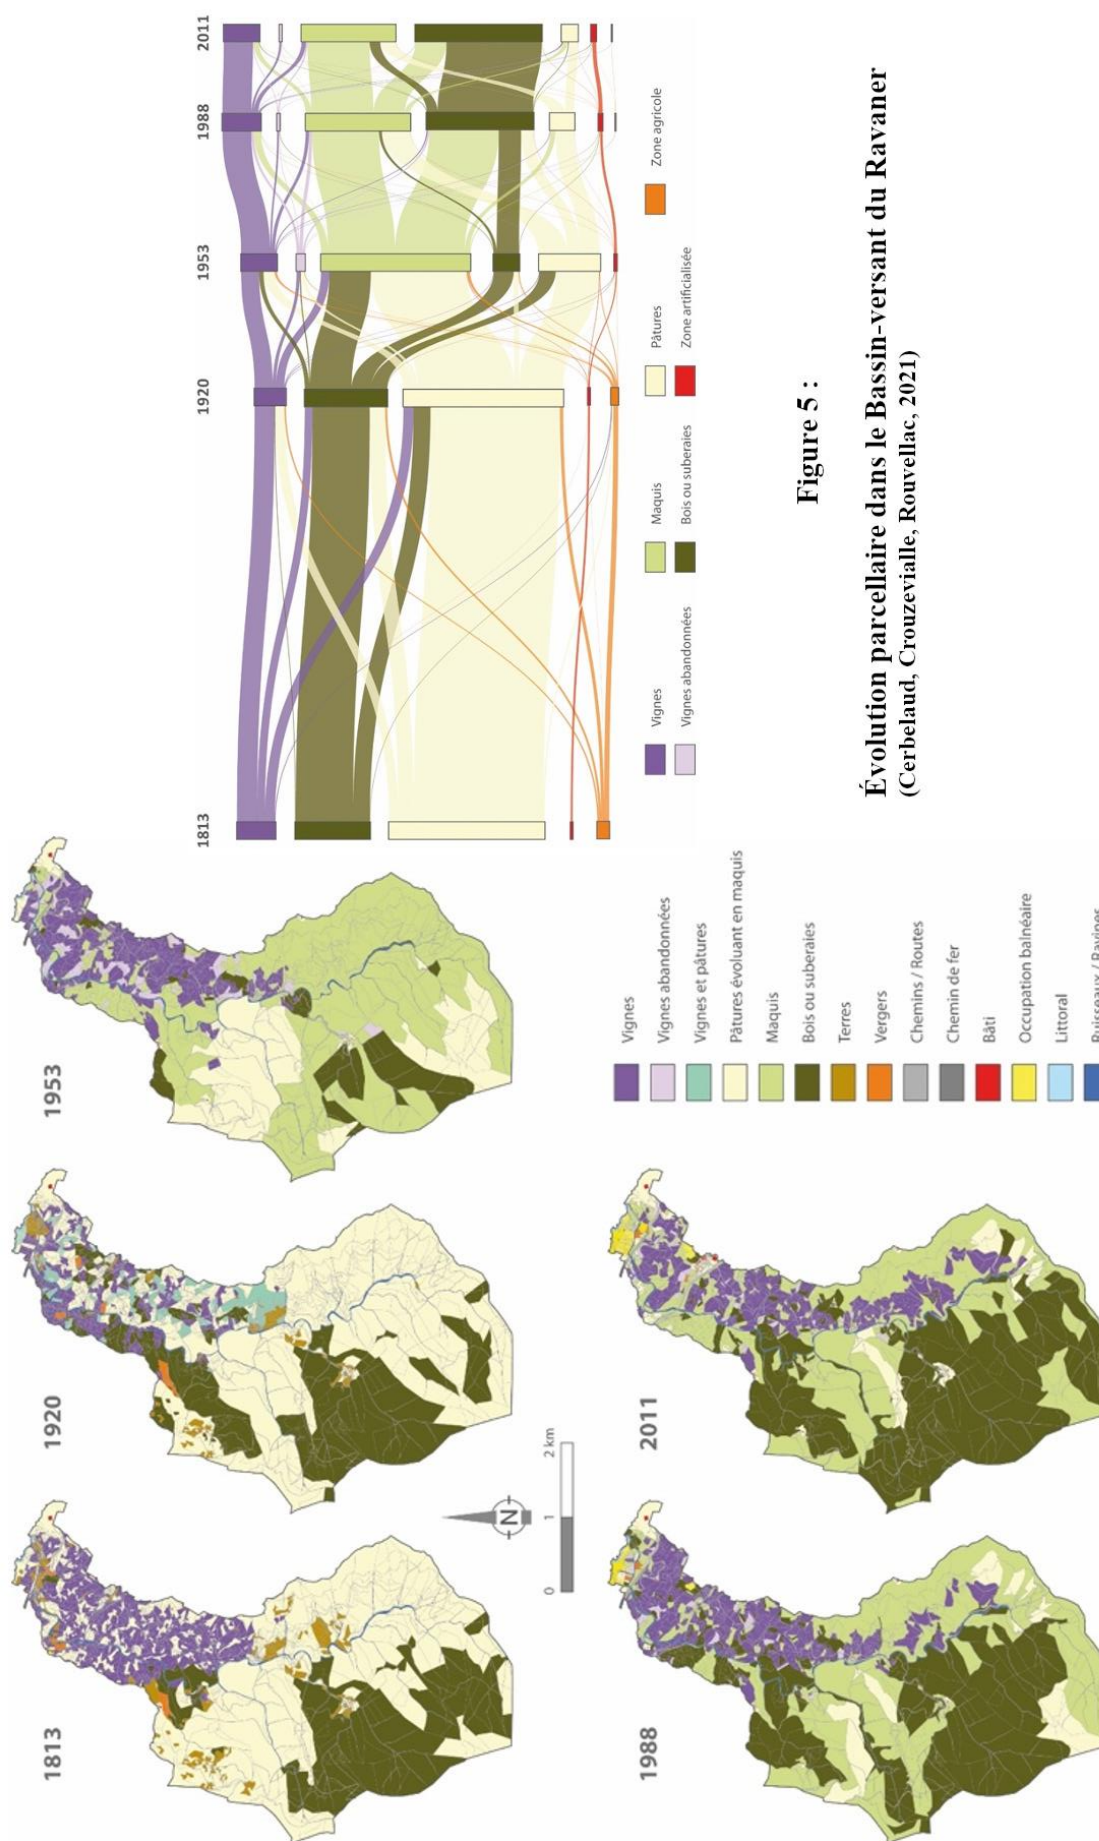 1813
1920
1953
1813
1920
1953
1988
2011
N
0 1 2 km
Vignes
Maquis
Pâtures
Zone agricole
Vignes abandonnées
Bois ou suberaies
Zone artificialisée
1988
2011
Vignes
Vignes abandonnées
Vignes et pâtures
Pâtures évoluant en maquis
Maquis
Bois ou suberaies
Terres
Vergers
Chemins / Routes
Chemin de fer
Bâti
Occupation balnéaire
Littoral
Ruisseaux / Ravines
Figure 5 :
Évolution parcellaire dans le Bassin-versant du Ravaner
(Cerbelaud, Crouzevialle, Rouvellac, 2021)